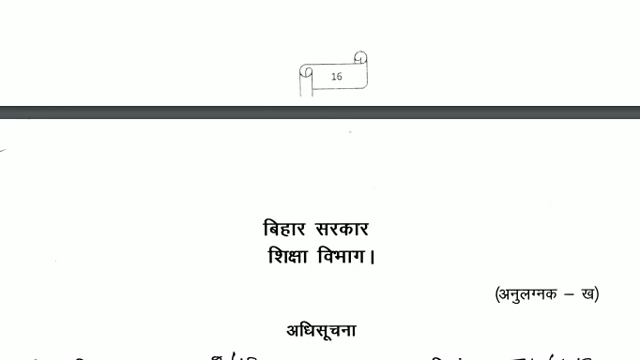 16
बिहार सरकार
शिक्षा विभाग।
(अनुलग्नक – ख)
अधिसूचना